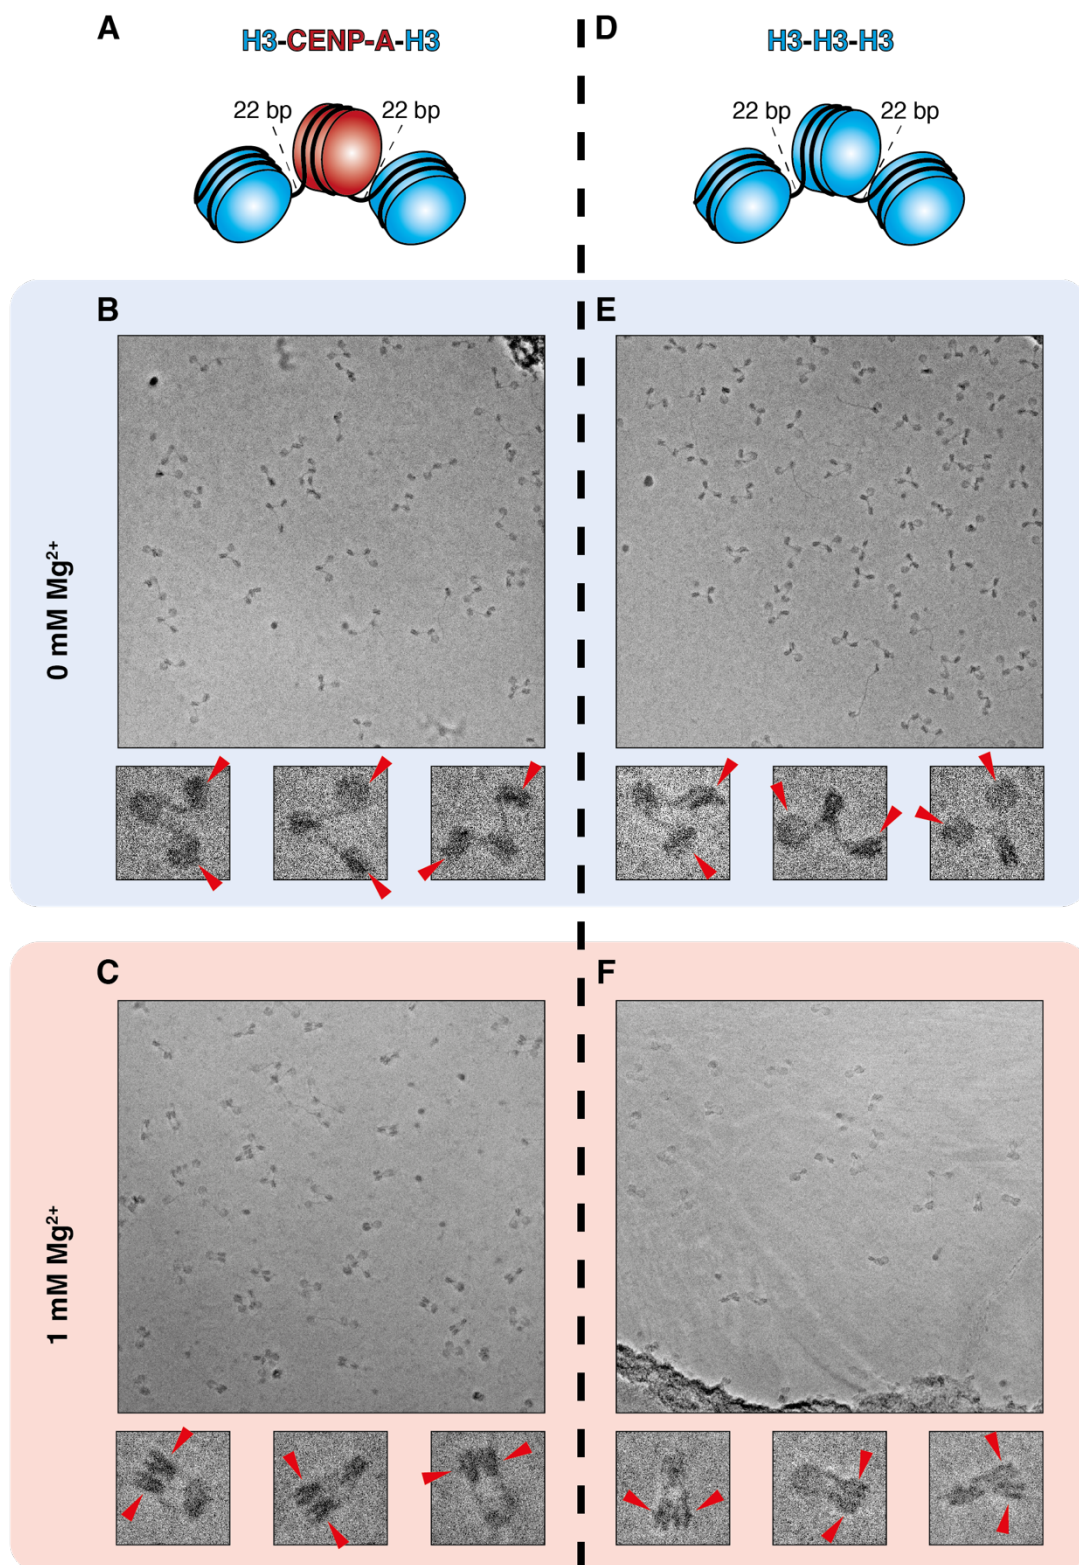 A
H3-CENP-A-H3
22 bp
22 bp
D
H3-H3-H3
22 bp
22 bp
0 mM Mg²⁺
B
E
1 mM Mg²⁺
C
F